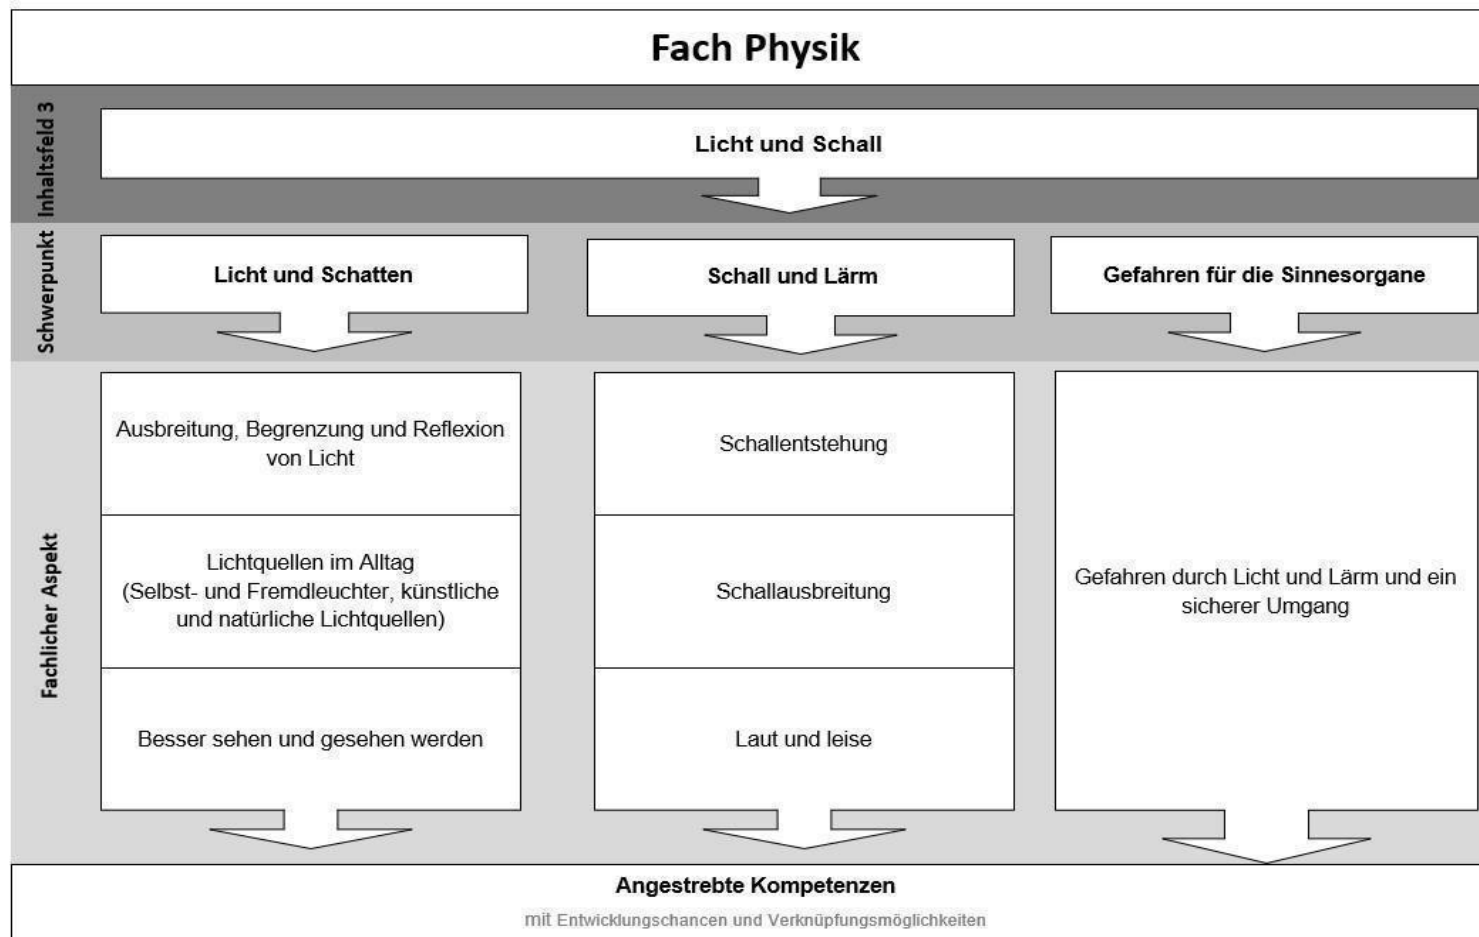 Fach Physik
Inhaltsfeld 3
Licht und Schall
Schwerpunkt
Licht und Schatten
Schall und Lärm
Gefahren für die Sinnesorgane
Fachlicher Aspekt
Ausbreitung, Begrenzung und Reflexion
von Licht
Lichtquellen im Alltag
(Selbst- und Fremdleuchter, künstliche
und natürliche Lichtquellen)
Besser sehen und gesehen werden
Schallentstehung
Schallausbreitung
Laut und leise
Gefahren durch Licht und Lärm und ein
sicherer Umgang
Angestrebte Kompetenzen
mit Entwicklungschancen und Verknüpfungsmöglichkeiten